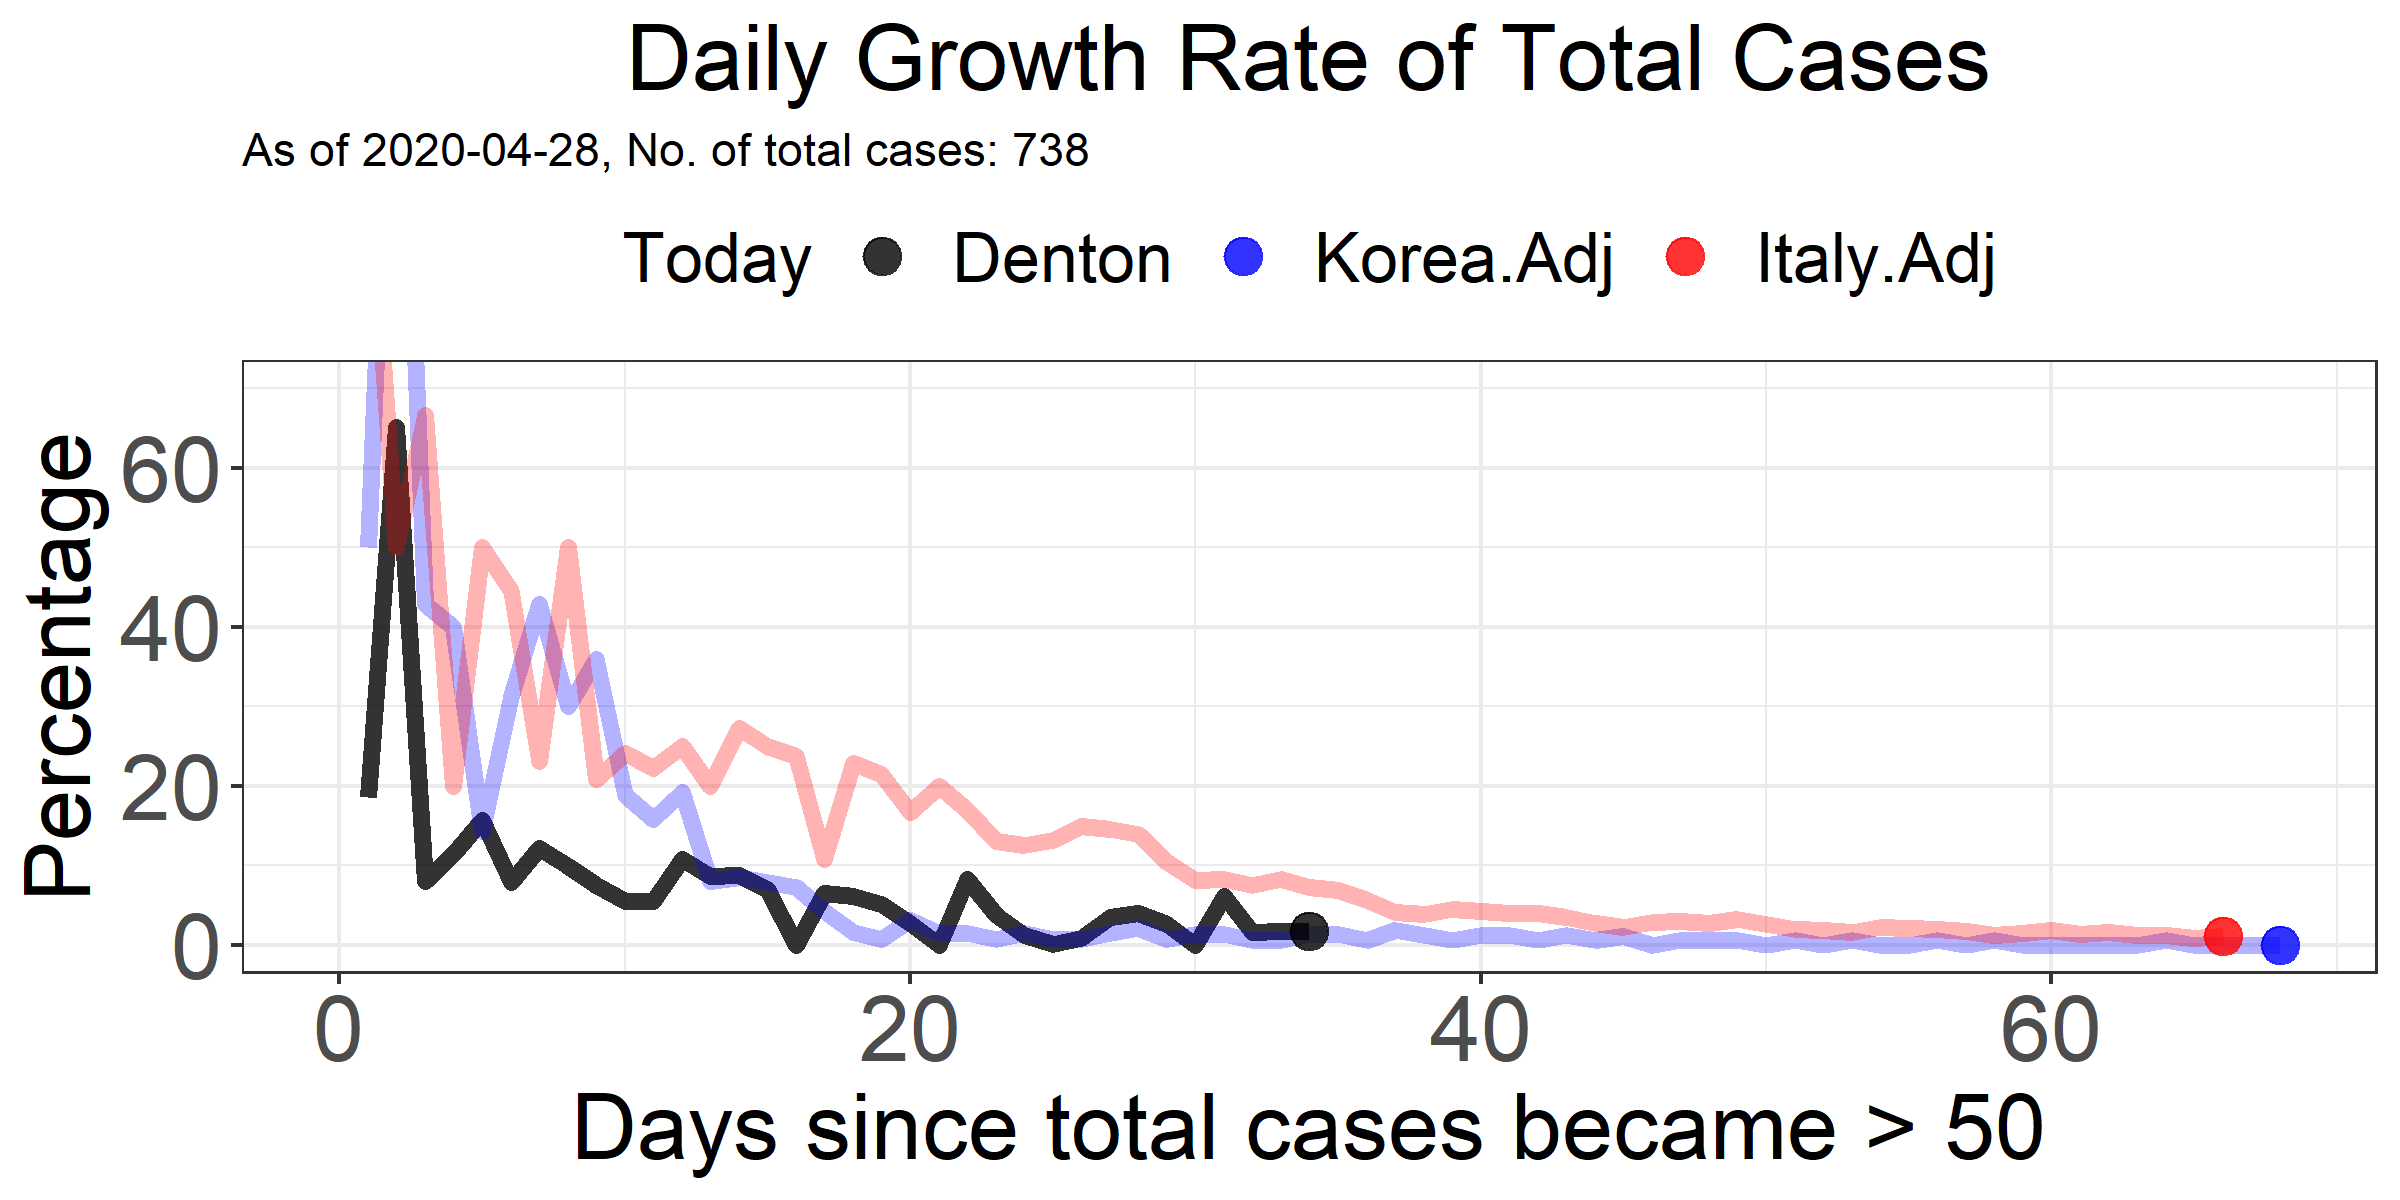 Daily Growth Rate of Total Cases
As of 2020-04-28, No. of total cases: 738
Today Denton Korea.Adj Italy.Adj
Percentage
60
40
20
0
0 20 40 60
Days since total cases became > 50